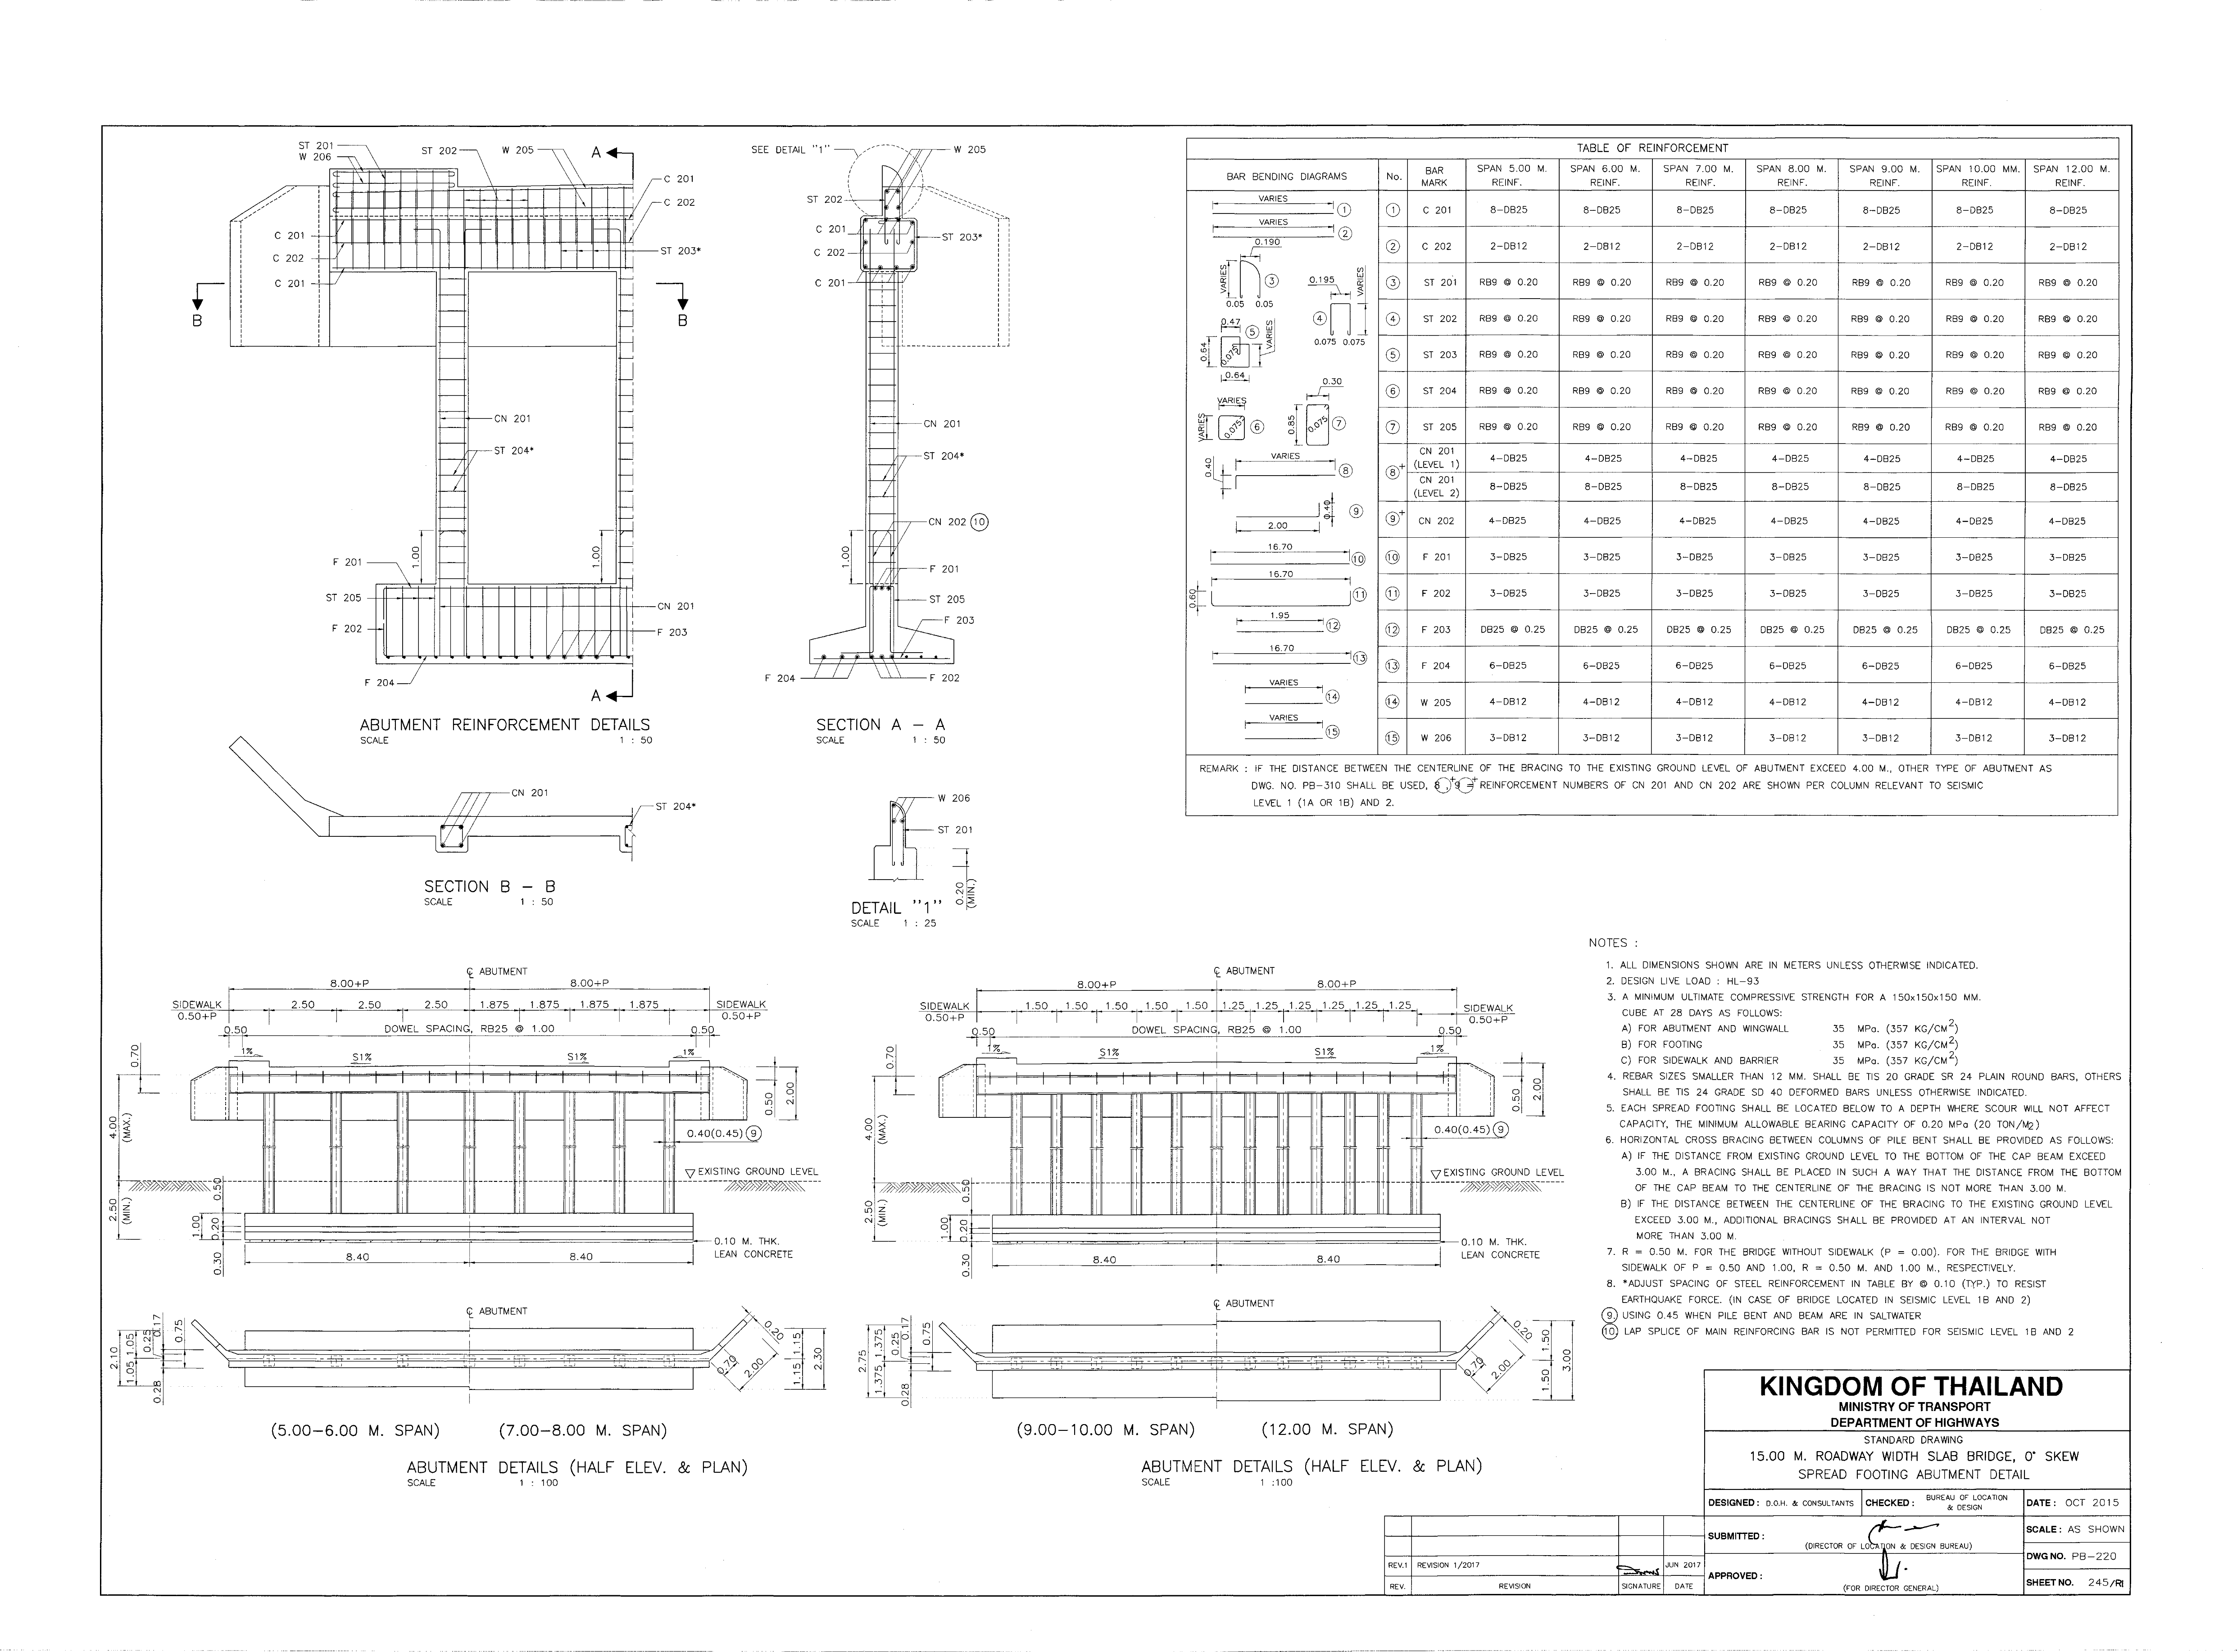 ST 201
W 206
ST 202
W 205
A
C 201
C 202
C 201
C 202
C 201
ST 203*
B
B
CN 201
ST 204*
1.00
1.00
F 201
ST 205
F 202
CN 201
F 203
F 204
A
ABUTMENT REINFORCEMENT DETAILS
SCALE 1 : 50
SEE DETAIL "1"
W 205
ST 202
C 201
C 202
C 201
ST 203*
CN 201
ST 204*
CN 202 10
1.00
F 201
ST 205
F 203
F 204
F 202
SECTION A – A
SCALE 1 : 50
CN 201
ST 204*
SECTION B – B
SCALE 1 : 50
W 206
ST 201
0.20
(MIN.)
DETAIL "1"
SCALE 1 : 25
TABLE OF REINFORCEMENT
BAR BENDING DIAGRAMS No. BAR MARK SPAN 5.00 M. REINF. SPAN 6.00 M. REINF. SPAN 7.00 M. REINF. SPAN 8.00 M. REINF. SPAN 9.00 M. REINF. SPAN 10.00 MM. REINF. SPAN 12.00 M. REINF.
VARIES 1
VARIES 2
0.190
VARIES
3
0.05 0.05
0.195
VARIES
4
0.075 0.075
0.47
5
VARIES
0.64
0.075
0.64
VARIES
VARIES
0.075
6
0.30
0.85
0.075
7
VARIES
0.40
8
0.40
9
2.00
16.70 10
16.70
0.60
11
1.95 12
16.70 13
VARIES 14
VARIES 15
1 C 201 8–DB25 8–DB25 8–DB25 8–DB25 8–DB25 8–DB25 8–DB25
2 C 202 2–DB12 2–DB12 2–DB12 2–DB12 2–DB12 2–DB12 2–DB12
3 ST 201 RB9 @ 0.20 RB9 @ 0.20 RB9 @ 0.20 RB9 @ 0.20 RB9 @ 0.20 RB9 @ 0.20 RB9 @ 0.20
4 ST 202 RB9 @ 0.20 RB9 @ 0.20 RB9 @ 0.20 RB9 @ 0.20 RB9 @ 0.20 RB9 @ 0.20 RB9 @ 0.20
5 ST 203 RB9 @ 0.20 RB9 @ 0.20 RB9 @ 0.20 RB9 @ 0.20 RB9 @ 0.20 RB9 @ 0.20 RB9 @ 0.20
6 ST 204 RB9 @ 0.20 RB9 @ 0.20 RB9 @ 0.20 RB9 @ 0.20 RB9 @ 0.20 RB9 @ 0.20 RB9 @ 0.20
7 ST 205 RB9 @ 0.20 RB9 @ 0.20 RB9 @ 0.20 RB9 @ 0.20 RB9 @ 0.20 RB9 @ 0.20 RB9 @ 0.20
8+ CN 201 (LEVEL 1) 4–DB25 4–DB25 4–DB25 4–DB25 4–DB25 4–DB25 4–DB25
CN 201 (LEVEL 2) 8–DB25 8–DB25 8–DB25 8–DB25 8–DB25 8–DB25 8–DB25
9+ CN 202 4–DB25 4–DB25 4–DB25 4–DB25 4–DB25 4–DB25 4–DB25
10 F 201 3–DB25 3–DB25 3–DB25 3–DB25 3–DB25 3–DB25 3–DB25
11 F 202 3–DB25 3–DB25 3–DB25 3–DB25 3–DB25 3–DB25 3–DB25
12 F 203 DB25 @ 0.25 DB25 @ 0.25 DB25 @ 0.25 DB25 @ 0.25 DB25 @ 0.25 DB25 @ 0.25 DB25 @ 0.25
13 F 204 6–DB25 6–DB25 6–DB25 6–DB25 6–DB25 6–DB25 6–DB25
14 W 205 4–DB12 4–DB12 4–DB12 4–DB12 4–DB12 4–DB12 4–DB12
15 W 206 3–DB12 3–DB12 3–DB12 3–DB12 3–DB12 3–DB12 3–DB12
REMARK : IF THE DISTANCE BETWEEN THE CENTERLINE OF THE BRACING TO THE EXISTING GROUND LEVEL OF ABUTMENT EXCEED 4.00 M., OTHER TYPE OF ABUTMENT AS
DWG. NO. PB–310 SHALL BE USED, 8+, 9+ = REINFORCEMENT NUMBERS OF CN 201 AND CN 202 ARE SHOWN PER COLUMN RELEVANT TO SEISMIC
LEVEL 1 (1A OR 1B) AND 2.
℄ ABUTMENT
8.00+P 8.00+P
SIDEWALK 2.50 2.50 2.50 1.875 1.875 1.875 1.875 SIDEWALK
0.50+P 0.50+P
0.50 DOWEL SPACING, RB25 @ 1.00 0.50
0.70
1% S1% S1% 1%
0.50
2.00
4.00
(MAX.)
0.40(0.45) 9
EXISTING GROUND LEVEL
2.50
(MIN.)
0.50
1.00
0.20
0.30
0.10 M. THK.
LEAN CONCRETE
8.40 8.40
℄ ABUTMENT
2.10
1.05 1.05
0.25
0.17
0.28
0.75
0.20
0.70
2.00
1.15 1.15
2.30
(5.00–6.00 M. SPAN) (7.00–8.00 M. SPAN)
ABUTMENT DETAILS (HALF ELEV. & PLAN)
SCALE 1 : 100
℄ ABUTMENT
8.00+P 8.00+P
SIDEWALK 1.50 1.50 1.50 1.50 1.50 1.25 1.25 1.25 1.25 1.25 1.25 SIDEWALK
0.50+P 0.50+P
0.50 DOWEL SPACING, RB25 @ 1.00 0.50
0.70
1% S1% S1% 1%
0.50
2.00
4.00
(MAX.)
0.40(0.45) 9
EXISTING GROUND LEVEL
2.50
(MIN.)
0.50
1.00
0.20
0.30
0.10 M. THK.
LEAN CONCRETE
8.40 8.40
℄ ABUTMENT
2.75
1.375 1.375
0.25
0.17
0.28
0.75
0.20
0.70
2.00
1.50 1.50
3.00
(9.00–10.00 M. SPAN) (12.00 M. SPAN)
ABUTMENT DETAILS (HALF ELEV. & PLAN)
SCALE 1 :100
NOTES :
1. ALL DIMENSIONS SHOWN ARE IN METERS UNLESS OTHERWISE INDICATED.
2. DESIGN LIVE LOAD : HL–93
3. A MINIMUM ULTIMATE COMPRESSIVE STRENGTH FOR A 150x150x150 MM.
CUBE AT 28 DAYS AS FOLLOWS:
A) FOR ABUTMENT AND WINGWALL 35 MPa. (357 KG/CM2)
B) FOR FOOTING 35 MPa. (357 KG/CM2)
C) FOR SIDEWALK AND BARRIER 35 MPa. (357 KG/CM2)
4. REBAR SIZES SMALLER THAN 12 MM. SHALL BE TIS 20 GRADE SR 24 PLAIN ROUND BARS, OTHERS
SHALL BE TIS 24 GRADE SD 40 DEFORMED BARS UNLESS OTHERWISE INDICATED.
5. EACH SPREAD FOOTING SHALL BE LOCATED BELOW TO A DEPTH WHERE SCOUR WILL NOT AFFECT
CAPACITY, THE MINIMUM ALLOWABLE BEARING CAPACITY OF 0.20 MPa (20 TON/M2)
6. HORIZONTAL CROSS BRACING BETWEEN COLUMNS OF PILE BENT SHALL BE PROVIDED AS FOLLOWS:
A) IF THE DISTANCE FROM EXISTING GROUND LEVEL TO THE BOTTOM OF THE CAP BEAM EXCEED
3.00 M., A BRACING SHALL BE PLACED IN SUCH A WAY THAT THE DISTANCE FROM THE BOTTOM
OF THE CAP BEAM TO THE CENTERLINE OF THE BRACING IS NOT MORE THAN 3.00 M.
B) IF THE DISTANCE BETWEEN THE CENTERLINE OF THE BRACING TO THE EXISTING GROUND LEVEL
EXCEED 3.00 M., ADDITIONAL BRACINGS SHALL BE PROVIDED AT AN INTERVAL NOT
MORE THAN 3.00 M.
7. R = 0.50 M. FOR THE BRIDGE WITHOUT SIDEWALK (P = 0.00). FOR THE BRIDGE WITH
SIDEWALK OF P = 0.50 AND 1.00, R = 0.50 M. AND 1.00 M., RESPECTIVELY.
8. *ADJUST SPACING OF STEEL REINFORCEMENT IN TABLE BY @ 0.10 (TYP.) TO RESIST
EARTHQUAKE FORCE. (IN CASE OF BRIDGE LOCATED IN SEISMIC LEVEL 1B AND 2)
9. USING 0.45 WHEN PILE BENT AND BEAM ARE IN SALTWATER
10. LAP SPLICE OF MAIN REINFORCING BAR IS NOT PERMITTED FOR SEISMIC LEVEL 1B AND 2
KINGDOM OF THAILAND
MINISTRY OF TRANSPORT
DEPARTMENT OF HIGHWAYS
STANDARD DRAWING
15.00 M. ROADWAY WIDTH SLAB BRIDGE, 0° SKEW
SPREAD FOOTING ABUTMENT DETAIL
DESIGNED : D.O.H. & CONSULTANTS CHECKED : BUREAU OF LOCATION & DESIGN DATE : OCT 2015
SUBMITTED :
(DIRECTOR OF LOCATION & DESIGN BUREAU)
SCALE : AS SHOWN
DWG NO. PB–220
APPROVED :
(FOR DIRECTOR GENERAL)
SHEET NO. 245/R1
REV.1 REVISION 1/2017 JUN 2017
REV. REVISION SIGNATURE DATE